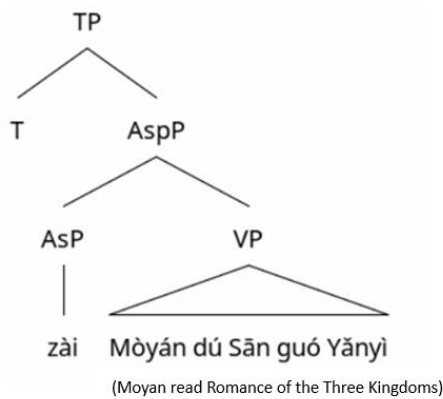 TP
T AspP
AsP VP
zài Mòyán dú Sān guó Yǎnyì
(Moyan read Romance of the Three Kingdoms)